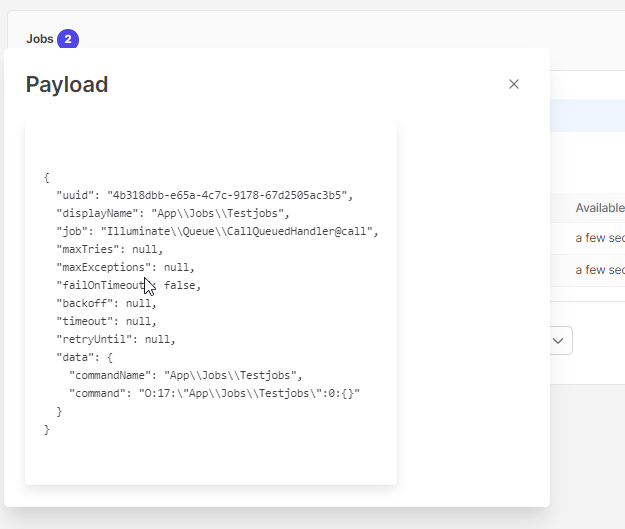 Jobs 2
Payload
{
"uuid": "4b318dbb-e65a-4c7c-9178-67d2505ac3b5",
"displayName": "App\\Jobs\\Testjobs",
"job": "Illuminate\\Queue\\CallQueuedHandler@call",
"maxTries": null,
"maxExceptions": null,
"failOnTimeout": false,
"backoff": null,
"timeout": null,
"retryUntil": null,
"data": {
"commandName": "App\\Jobs\\Testjobs",
"command": "O:17:\"App\\Jobs\\Testjobs\":0:{}"
}
}
Available
a few sec
a few sec